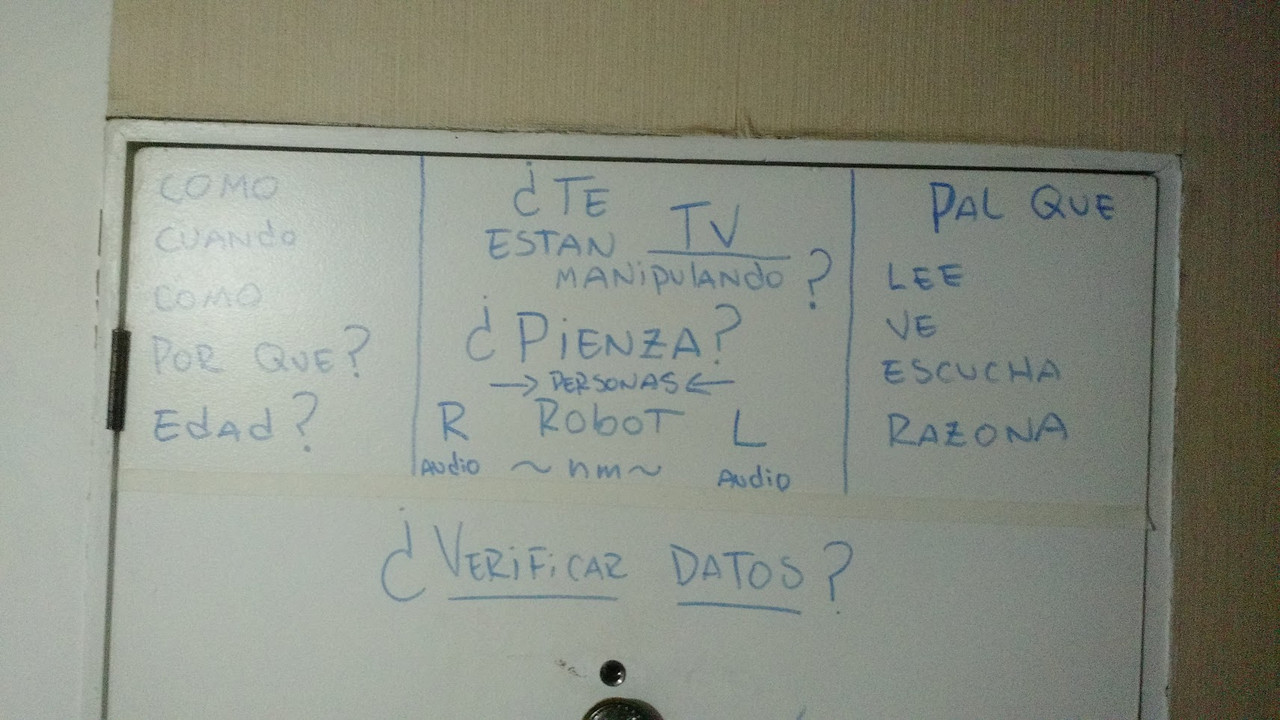 COMO
CUANdO
COMO
POR QUE?
EdAd?
¿TE
ESTAN TV
MANipULANdO?
¿PiENZA?
→ PERSONAS ←
R RObOT L
AUdiO ~ nm ~ AUdiO
PAL QUE
LEE
VE
ESCUCHA
RAZONA
¿VERiFiCAR DATOS?